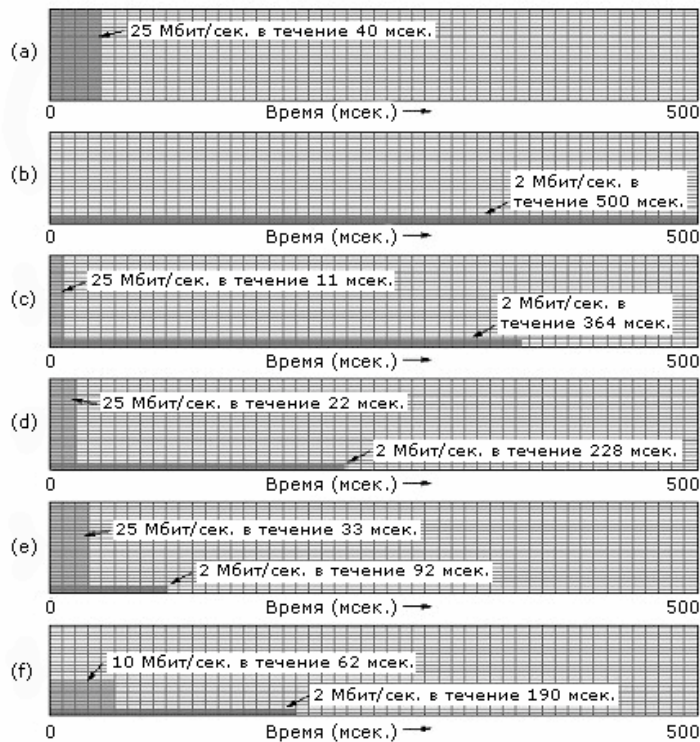 (a)
25 Мбит/сек. в течение 40 мсек.
0 Время (мсек.) 500
(b)
2 Мбит/сек. в
течение 500 мсек.
0 Время (мсек.) 500
(c)
25 Мбит/сек. в течение 11 мсек.
2 Мбит/сек. в
течение 364 мсек.
0 Время (мсек.) 500
(d)
25 Мбит/сек. в течение 22 мсек.
2 Мбит/сек. в течение 228 мсек.
0 Время (мсек.) 500
(e)
25 Мбит/сек. в течение 33 мсек.
2 Мбит/сек. в течение 92 мсек.
0 Время (мсек.) 500
(f)
10 Мбит/сек. в течение 62 мсек.
2 Мбит/сек. в течение 190 мсек.
0 Время (мсек.) 500